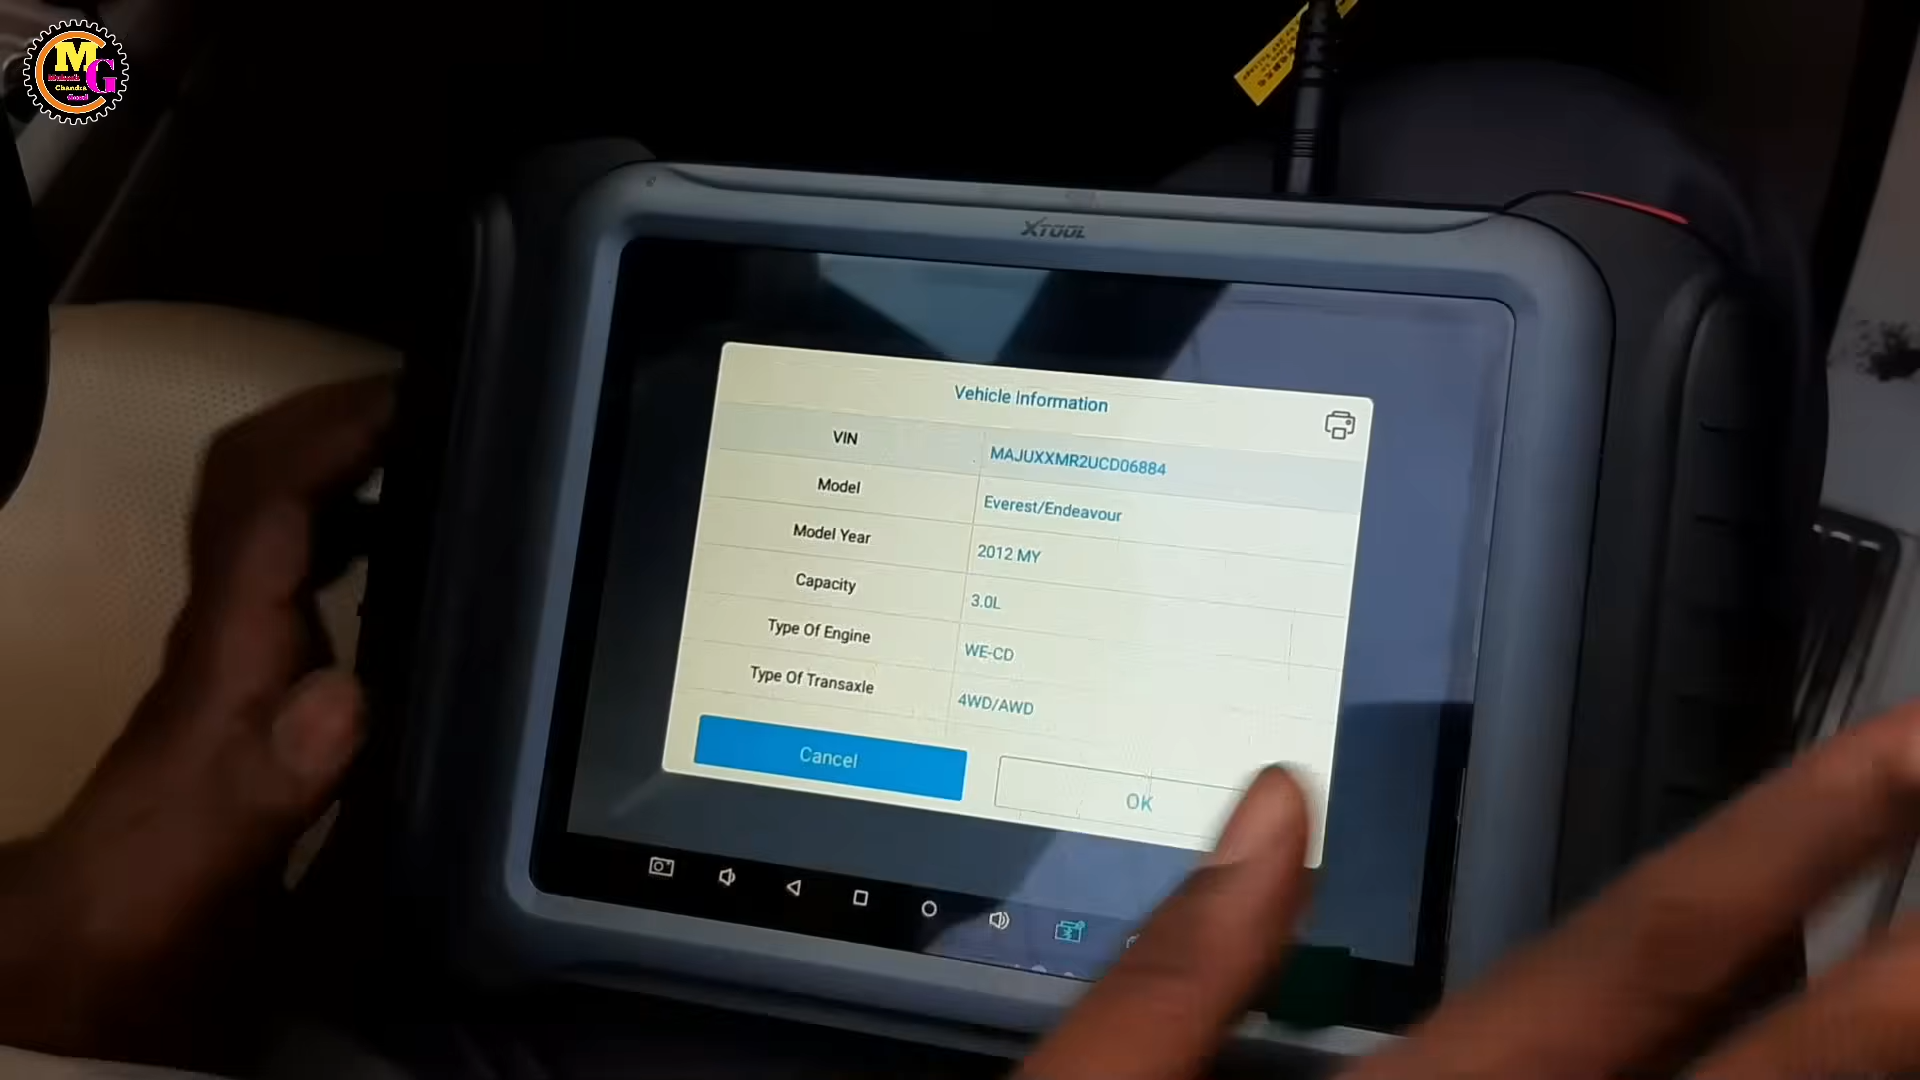 M
G
Chandra
XTOOL
Vehicle Information
VIN MAJUXXMR2UCD06884
Model Everest/Endeavour
Model Year 2012 MY
Capacity 3.0L
Type Of Engine WE-CD
Type Of Transaxle 4WD/AWD
Cancel OK